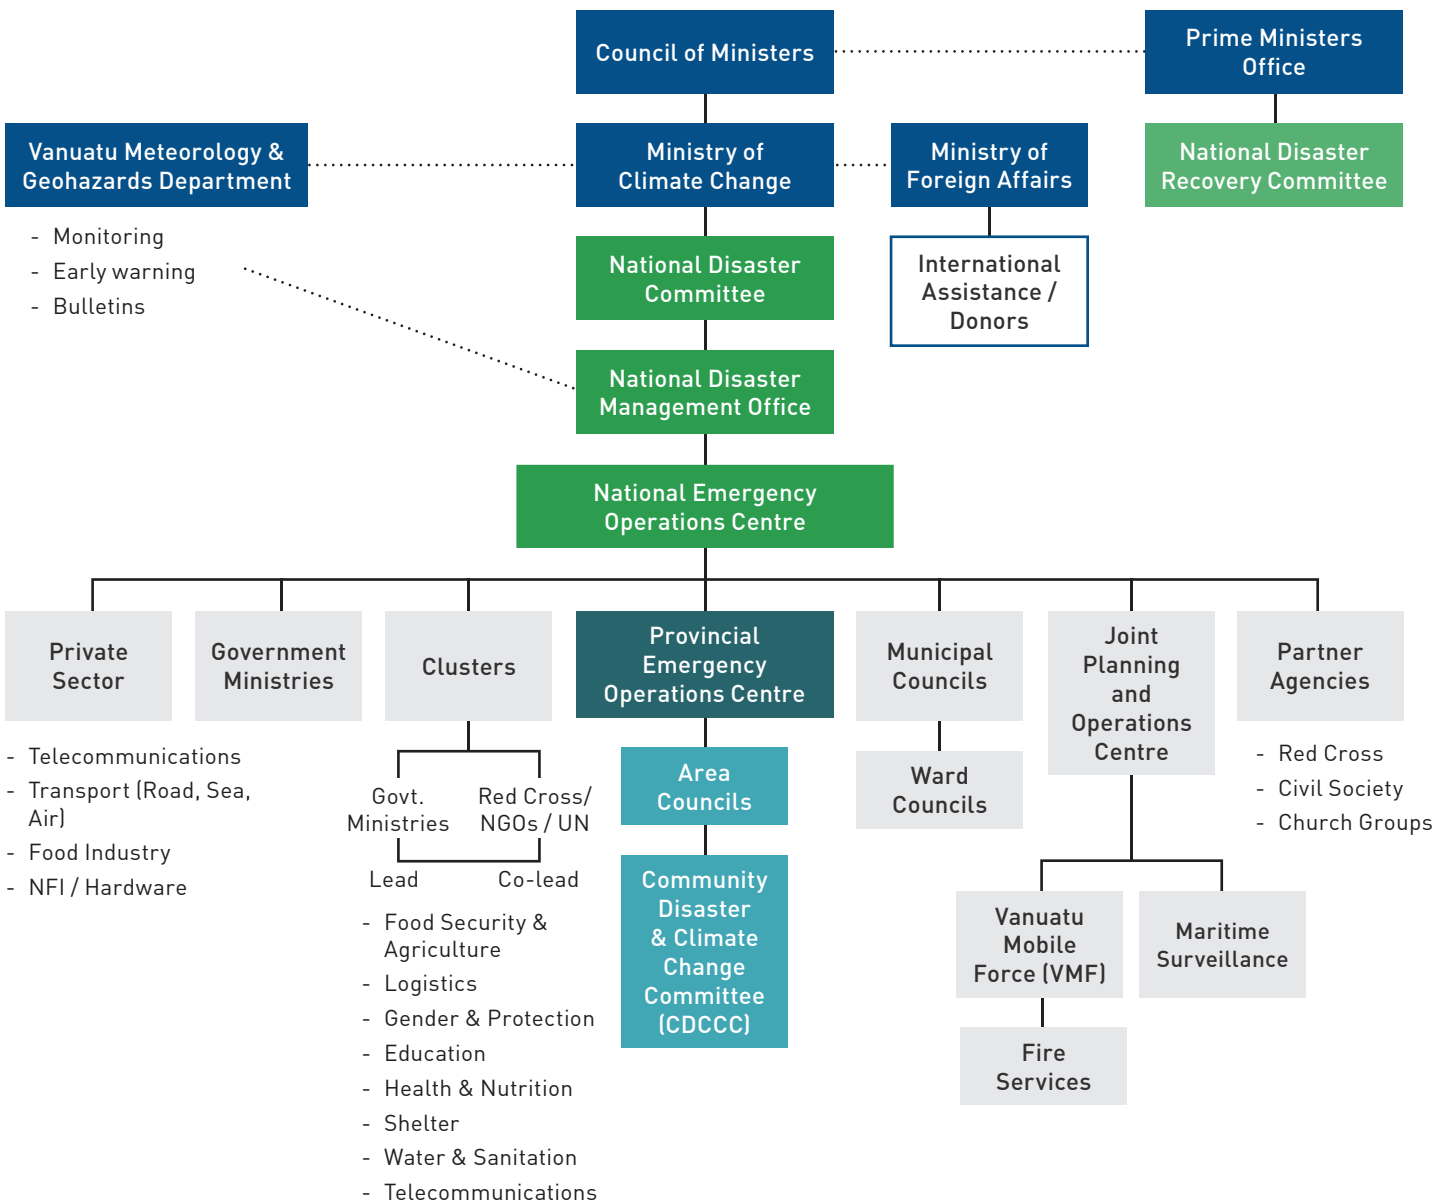 Council of Ministers
Prime Ministers
Office
Vanuatu Meteorology &
Geohazards Department
Ministry of
Climate Change
Ministry of
Foreign Affairs
National Disaster
Recovery Committee
- Monitoring
- Early warning
- Bulletins
National Disaster
Committee
International
Assistance /
Donors
National Disaster
Management Office
National Emergency
Operations Centre
Private
Sector
Government
Ministries
Clusters
Provincial
Emergency
Operations Centre
Municipal
Councils
Joint
Planning
and
Operations
Centre
Partner
Agencies
- Telecommunications
- Transport (Road, Sea,
Air)
- Food Industry
- NFI / Hardware
Govt.
Ministries
Red Cross/
NGOs / UN
Lead
Co-lead
- Food Security &
Agriculture
- Logistics
- Gender & Protection
- Education
- Health & Nutrition
- Shelter
- Water & Sanitation
- Telecommunications
Area
Councils
Community
Disaster
& Climate
Change
Committee
(CDCCC)
Ward
Councils
Vanuatu
Mobile
Force (VMF)
Maritime
Surveillance
Fire
Services
- Red Cross
- Civil Society
- Church Groups